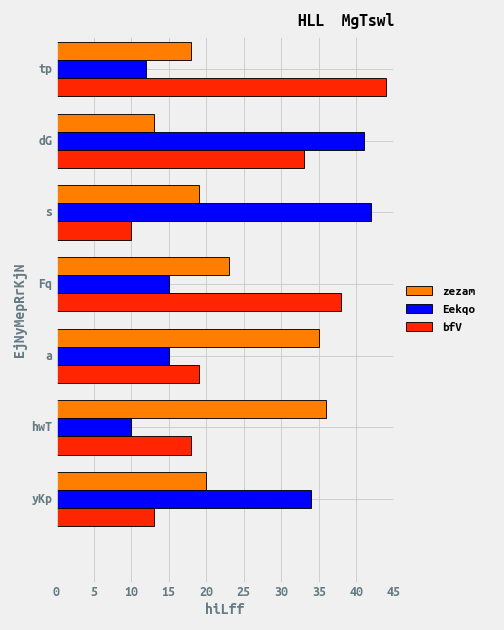 HLL  MgTswl
tp
dG
s
Fq
a
hwT
yKp
EjNyMepRrKjN
0 5 10 15 20 25 30 35 40 45
hiLff
zezam
Eekqo
bfV